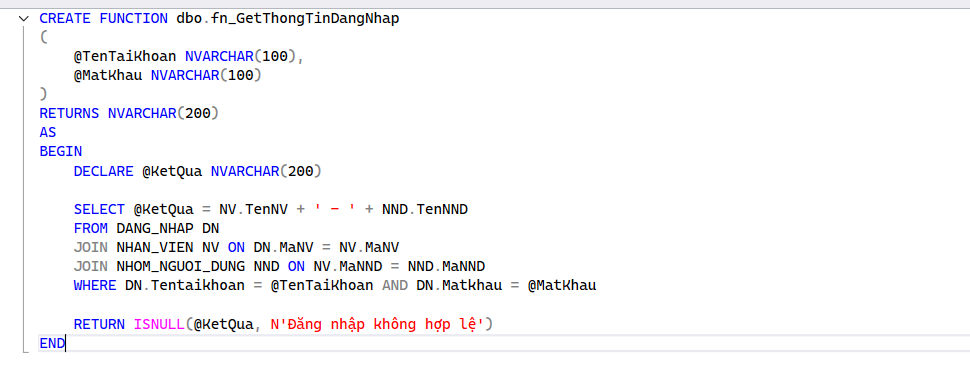 CREATE FUNCTION dbo.fn_GetThongTinDangNhap
(
    @TenTaiKhoan NVARCHAR(100),
    @MatKhau NVARCHAR(100)
)
RETURNS NVARCHAR(200)
AS
BEGIN
    DECLARE @KetQua NVARCHAR(200)

    SELECT @KetQua = NV.TenNV + ' - ' + NND.TenNND
    FROM DANG_NHAP DN
    JOIN NHAN_VIEN NV ON DN.MaNV = NV.MaNV
    JOIN NHOM_NGUOI_DUNG NND ON NV.MaNND = NND.MaNND
    WHERE DN.Tentaikhoan = @TenTaiKhoan AND DN.Matkhau = @MatKhau

    RETURN ISNULL(@KetQua, N'Đăng nhập không hợp lệ')
END